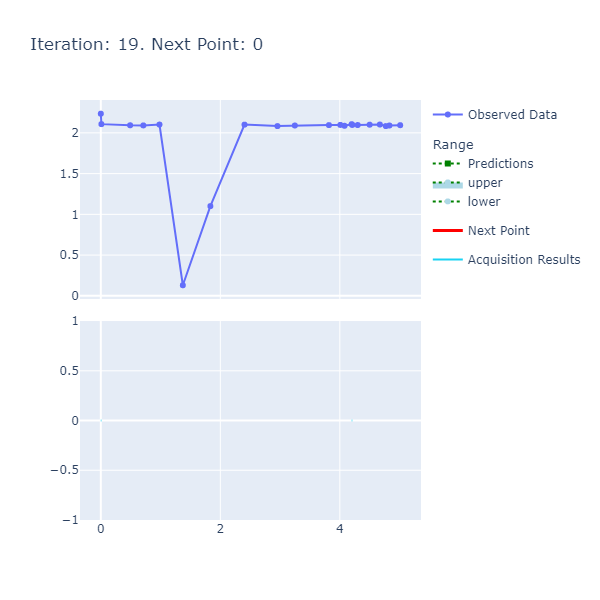 Iteration: 19. Next Point: 0
Observed Data
Range
Predictions
upper
lower
Next Point
Acquisition Results
2
1.5
1
0.5
0
1
0.5
0
−0.5
−1
0
2
4